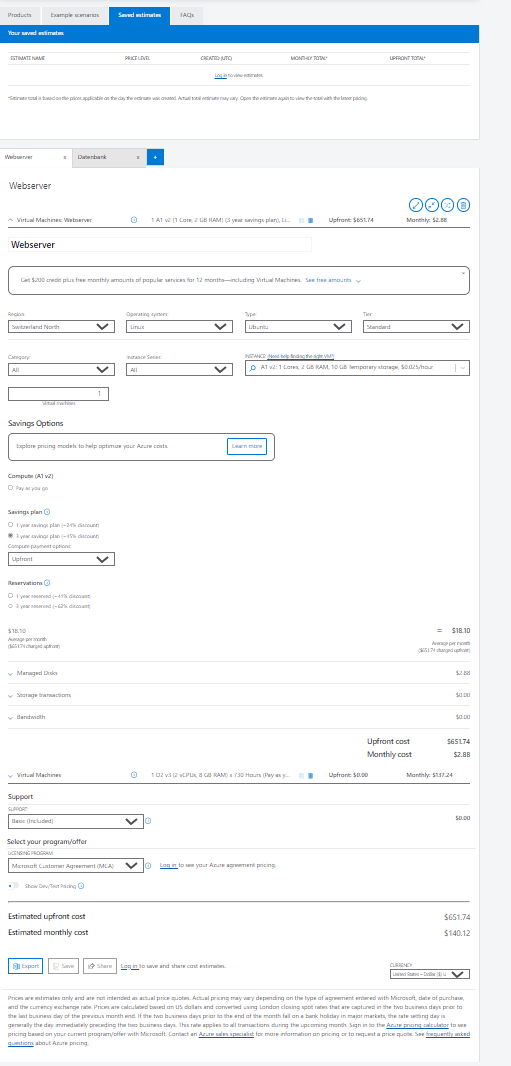 Products Example scenarios Saved estimates FAQs
Your saved estimates
ESTIMATE NAME PRICE LEVEL CREATED (UTC) MONTHLY TOTAL* UPFRONT TOTAL*
Log in to view estimates
*Estimate total is based on the prices applicable on the day the estimate was created. Actual total estimate may vary. Open the estimate again to view the total with the latest pricing.
Webserver x Datenbank x +
Webserver
Virtual Machines: Webserver 1 A1 v2 (1 Core, 2 GB RAM) (3 year savings plan), Li... Upfront: $651.74 Monthly: $2.88
Webserver
Get $200 credit plus free monthly amounts of popular services for 12 months—including Virtual Machines. See free amounts
Region: Operating system: Type: Tier:
Switzerland North Linux Ubuntu Standard
Category: Instance Series: INSTANCE: (Need help finding the right VM?)
All All A1 v2: 1 Cores, 2 GB RAM, 10 GB Temporary storage, $0.025/hour
1
Virtual machines
Savings Options
Explore pricing models to help optimize your Azure costs. Learn more
Compute (A1 v2)
Pay as you go
Savings plan
1 year savings plan (~24% discount)
3 year savings plan (~45% discount)
Compute payment options:
Upfront
Reservations
1 year reserved (~41% discount)
3 year reserved (~62% discount)
$18.10 = $18.10
Average per month Average per month
($651.74 charged upfront) ($651.74 charged upfront)
Managed Disks $2.88
Storage transactions $0.00
Bandwidth $0.00
Upfront cost $651.74
Monthly cost $2.88
Virtual Machines 1 D2 v3 (2 vCPUs, 8 GB RAM) x 730 Hours (Pay as y... Upfront: $0.00 Monthly: $137.24
Support
SUPPORT:
Basic (Included) $0.00
Select your program/offer
LICENSING PROGRAM:
Microsoft Customer Agreement (MCA) Log in to see your Azure agreement pricing.
Show Dev/Test Pricing
Estimated upfront cost $651.74
Estimated monthly cost $140.12
Export Save Share Log in to save and share cost estimates. CURRENCY:
United States – Dollar ($) U
Prices are estimates only and are not intended as actual price quotes. Actual pricing may vary depending on the type of agreement entered with Microsoft, date of purchase,
and the currency exchange rate. Prices are calculated based on US dollars and converted using London closing spot rates that are captured in the two business days prior to
the last business day of the previous month end. If the two business days prior to the end of the month fall on a bank holiday in major markets, the rate setting day is
generally the day immediately preceding the two business days. This rate applies to all transactions during the upcoming month. Sign in to the Azure pricing calculator to see
pricing based on your current program/offer with Microsoft. Contact an Azure sales specialist for more information on pricing or to request a price quote. See frequently asked
questions about Azure pricing.